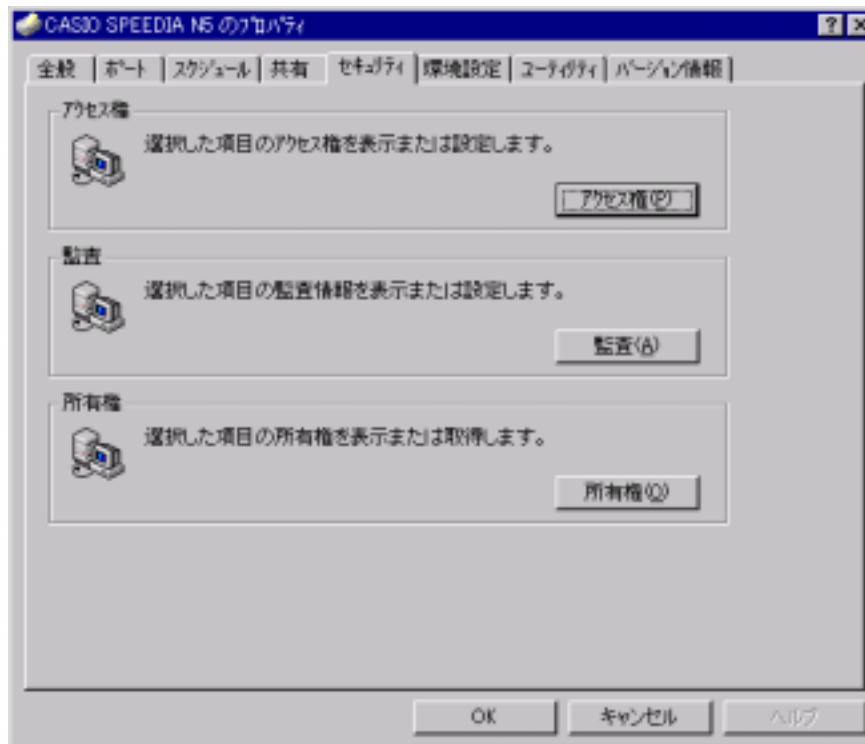 CASIO SPEEDIA N5 のプロパティ
全般 ポート スケジュール 共有 セキュリティ 環境設定 ユーティリティ バージョン情報
アクセス権
選択した項目のアクセス権を表示または設定します。
アクセス権(P)
監査
選択した項目の監査情報を表示または設定します。
監査(A)
所有権
選択した項目の所有権を表示または取得します。
所有権(O)
OK キャンセル ヘルプ